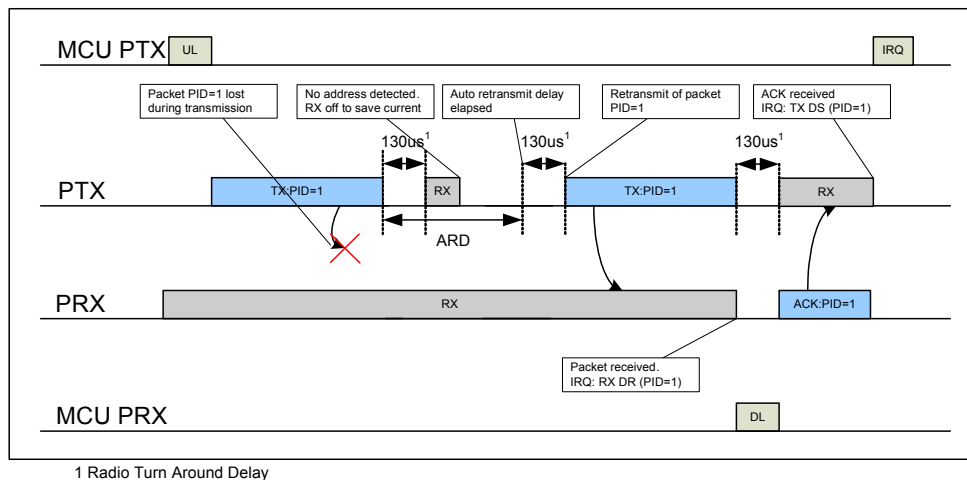 MCU PTX
UL
IRQ
Packet PID=1 lost
during transmission
No address detected.
RX off to save current
Auto retransmit delay
elapsed
Retransmit of packet
PID=1
ACK received
IRQ: TX DS (PID=1)
130us1
130us1
130us1
PTX
TX:PID=1
RX
TX:PID=1
RX
ARD
PRX
RX
ACK:PID=1
Packet received.
IRQ: RX DR (PID=1)
MCU PRX
DL
1 Radio Turn Around Delay